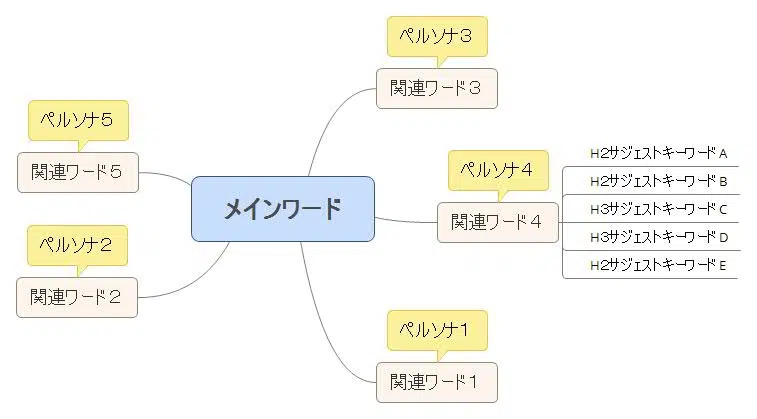 ペルソナ３
関連ワード３
ペルソナ５
関連ワード５
ペルソナ４
関連ワード４
H2サジェストキーワード A
H2サジェストキーワード B
H3サジェストキーワード C
H3サジェストキーワード D
H2サジェストキーワード E
メインワード
ペルソナ２
関連ワード２
ペルソナ１
関連ワード１